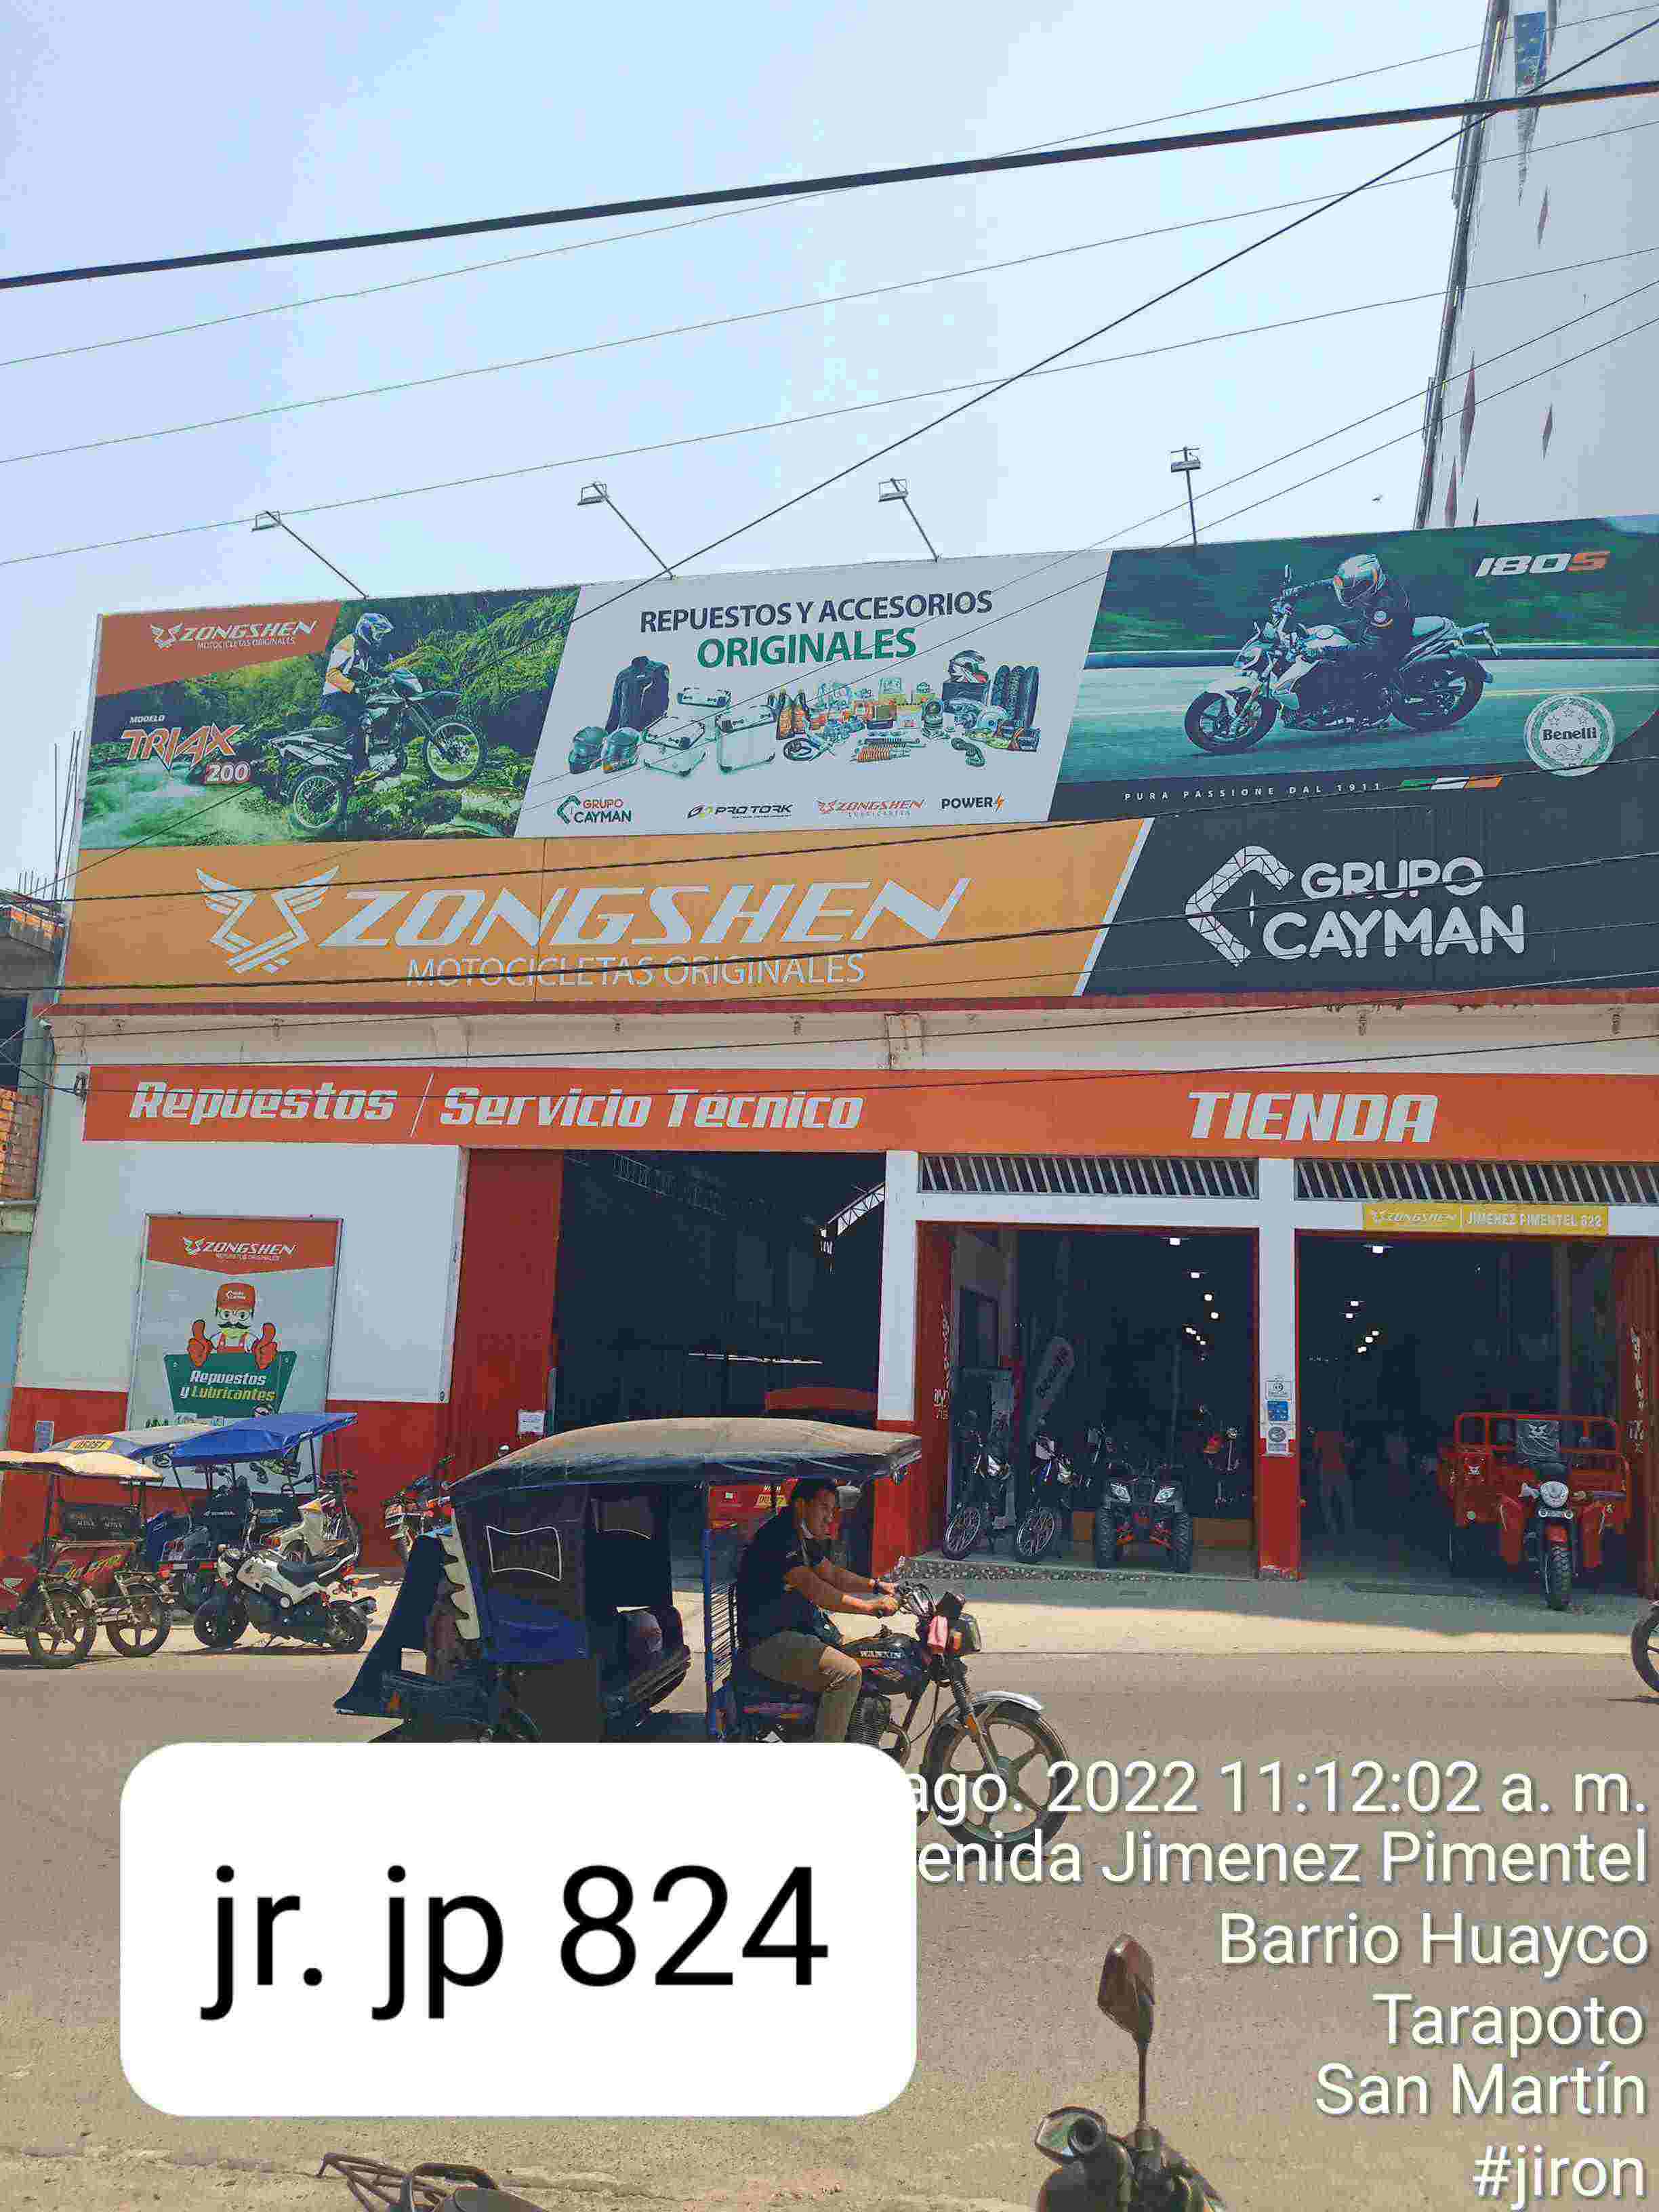 ZONGSHEN
MOTOCICLETAS ORIGINALES
MODELO
TRIAX
200
REPUESTOS Y ACCESORIOS
ORIGINALES
GRUPO
CAYMAN
PRO TORK
ZONGSHEN
LUBRICANTES
POWER
180S
Benelli
PURA PASSIONE DAL 1911
ZONGSHEN
MOTOCICLETAS ORIGINALES
GRUPO
CAYMAN
Repuestos / Servicio Técnico
TIENDA
ZONGSHEN
JIMENEZ PIMENTEL 822
ZONGSHEN
Repuestos
y Lubricantes
WANXIN
ago. 2022 11:12:02 a. m.
enida Jimenez Pimentel
Barrio Huayco
Tarapoto
San Martín
#jiron
jr. jp 824